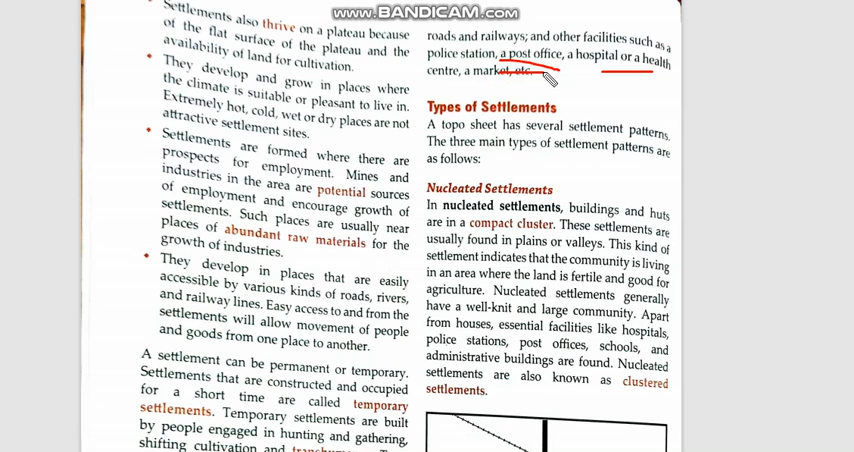 www.BANDICAM.com
Settlements also thrive on a plateau because
of the flat surface of the plateau and the
availability of land for cultivation.
• They develop and grow in places where
the climate is suitable or pleasant to live in.
Extremely hot, cold, wet or dry places are not
attractive settlement sites.
• Settlements are formed where there are
prospects for employment. Mines and
industries in the area are potential sources
of employment and encourage growth of
settlements. Such places are usually near
places of abundant raw materials for the
growth of industries.
• They develop in places that are easily
accessible by various kinds of roads, rivers,
and railway lines. Easy access to and from the
settlements will allow movement of people
and goods from one place to another.
A settlement can be permanent or temporary.
Settlements that are constructed and occupied
for a short time are called temporary
settlements. Temporary settlements are built
by people engaged in hunting and gathering,
shifting cultivation and
roads and railways; and other facilities such as a
police station, a post office, a hospital or a health
centre, a market, etc.
Types of Settlements
A topo sheet has several settlement patterns.
The three main types of settlement patterns are
as follows:
Nucleated Settlements
In nucleated settlements, buildings and huts
are in a compact cluster. These settlements are
usually found in plains or valleys. This kind of
settlement indicates that the community is living
in an area where the land is fertile and good for
agriculture. Nucleated settlements generally
have a well-knit and large community. Apart
from houses, essential facilities like hospitals,
police stations, post offices, schools, and
administrative buildings are found. Nucleated
settlements are also known as clustered
settlements.